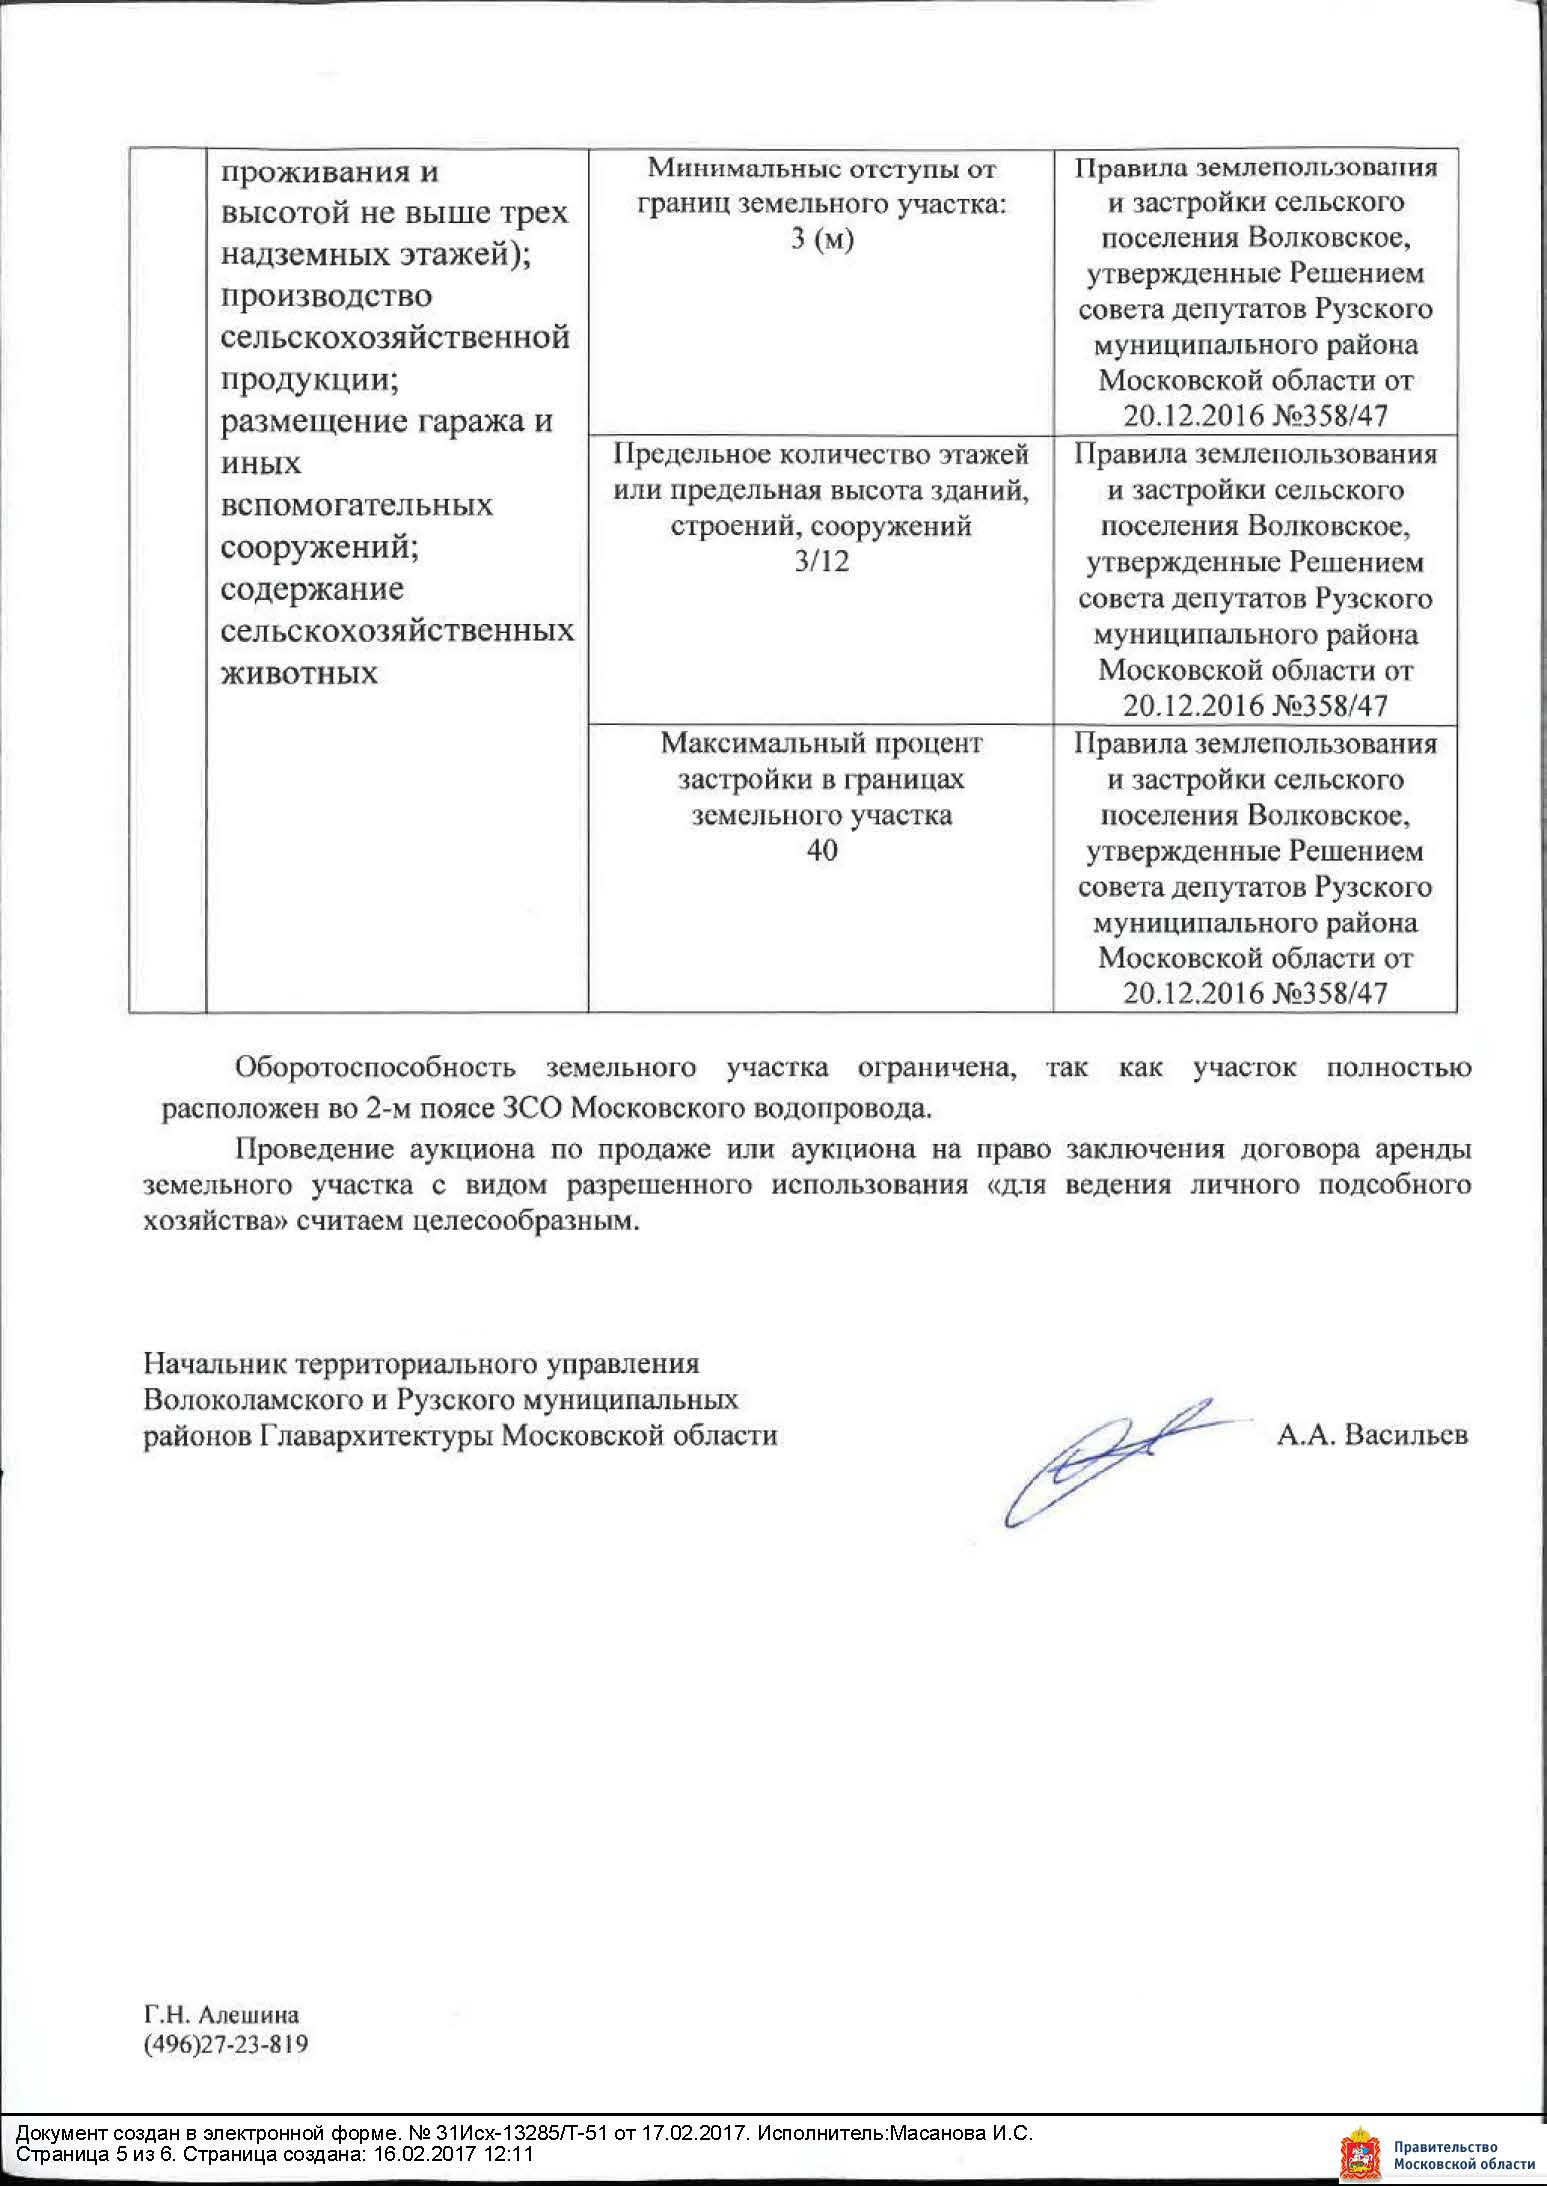 проживания и
высотой не выше трех
надземных этажей);
производство
сельскохозяйственной
продукции;
размещение гаража и
иных
вспомогательных
сооружений;
содержание
сельскохозяйственных
животных
Минимальные отступы от
границ земельного участка:
3 (м)
Правила землепользования
и застройки сельского
поселения Волковское,
утвержденные Решением
совета депутатов Рузского
муниципального района
Московской области от
20.12.2016 №358/47
Предельное количество этажей
или предельная высота зданий,
строений, сооружений
3/12
Правила землепользования
и застройки сельского
поселения Волковское,
утвержденные Решением
совета депутатов Рузского
муниципального района
Московской области от
20.12.2016 №358/47
Максимальный процент
застройки в границах
земельного участка
40
Правила землепользования
и застройки сельского
поселения Волковское,
утвержденные Решением
совета депутатов Рузского
муниципального района
Московской области от
20.12.2016 №358/47
Оборотоспособность земельного участка ограничена, так как участок полностью
расположен во 2-м поясе ЗСО Московского водопровода.
Проведение аукциона по продаже или аукциона на право заключения договора аренды
земельного участка с видом разрешенного использования «для ведения личного подсобного
хозяйства» считаем целесообразным.
Начальник территориального управления
Волоколамского и Рузского муниципальных
районов Главархитектуры Московской области
А.А. Васильев
Г.Н. Алешина
(496)27-23-819
Документ создан в электронной форме. № 31Исх-13285/Т-51 от 17.02.2017. Исполнитель:Масанова И.С.
Страница 5 из 6. Страница создана: 16.02.2017 12:11
Правительство
Московской области